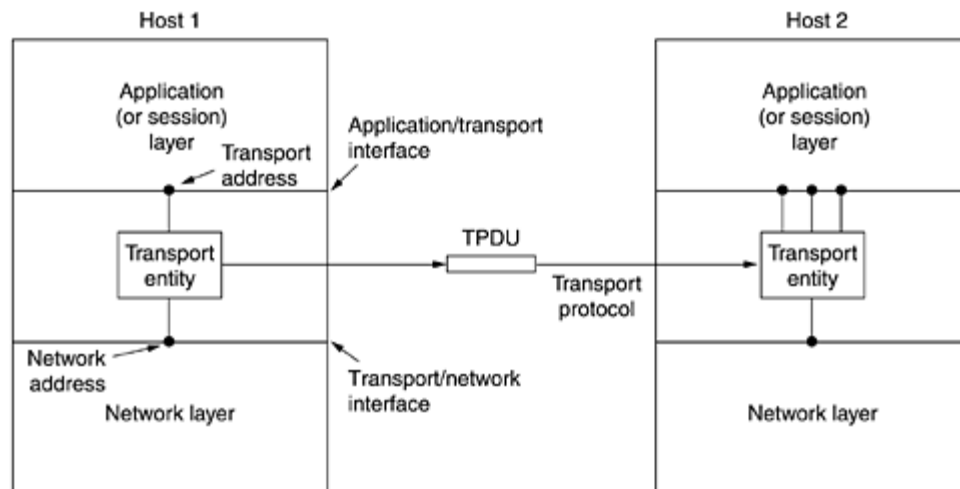 Host 1
Host 2
Application
(or session)
layer
Transport
address
Application/transport
interface
Application
(or session)
layer
Transport
entity
TPDU
Transport
protocol
Transport
entity
Network
address
Transport/network
interface
Network layer
Network layer